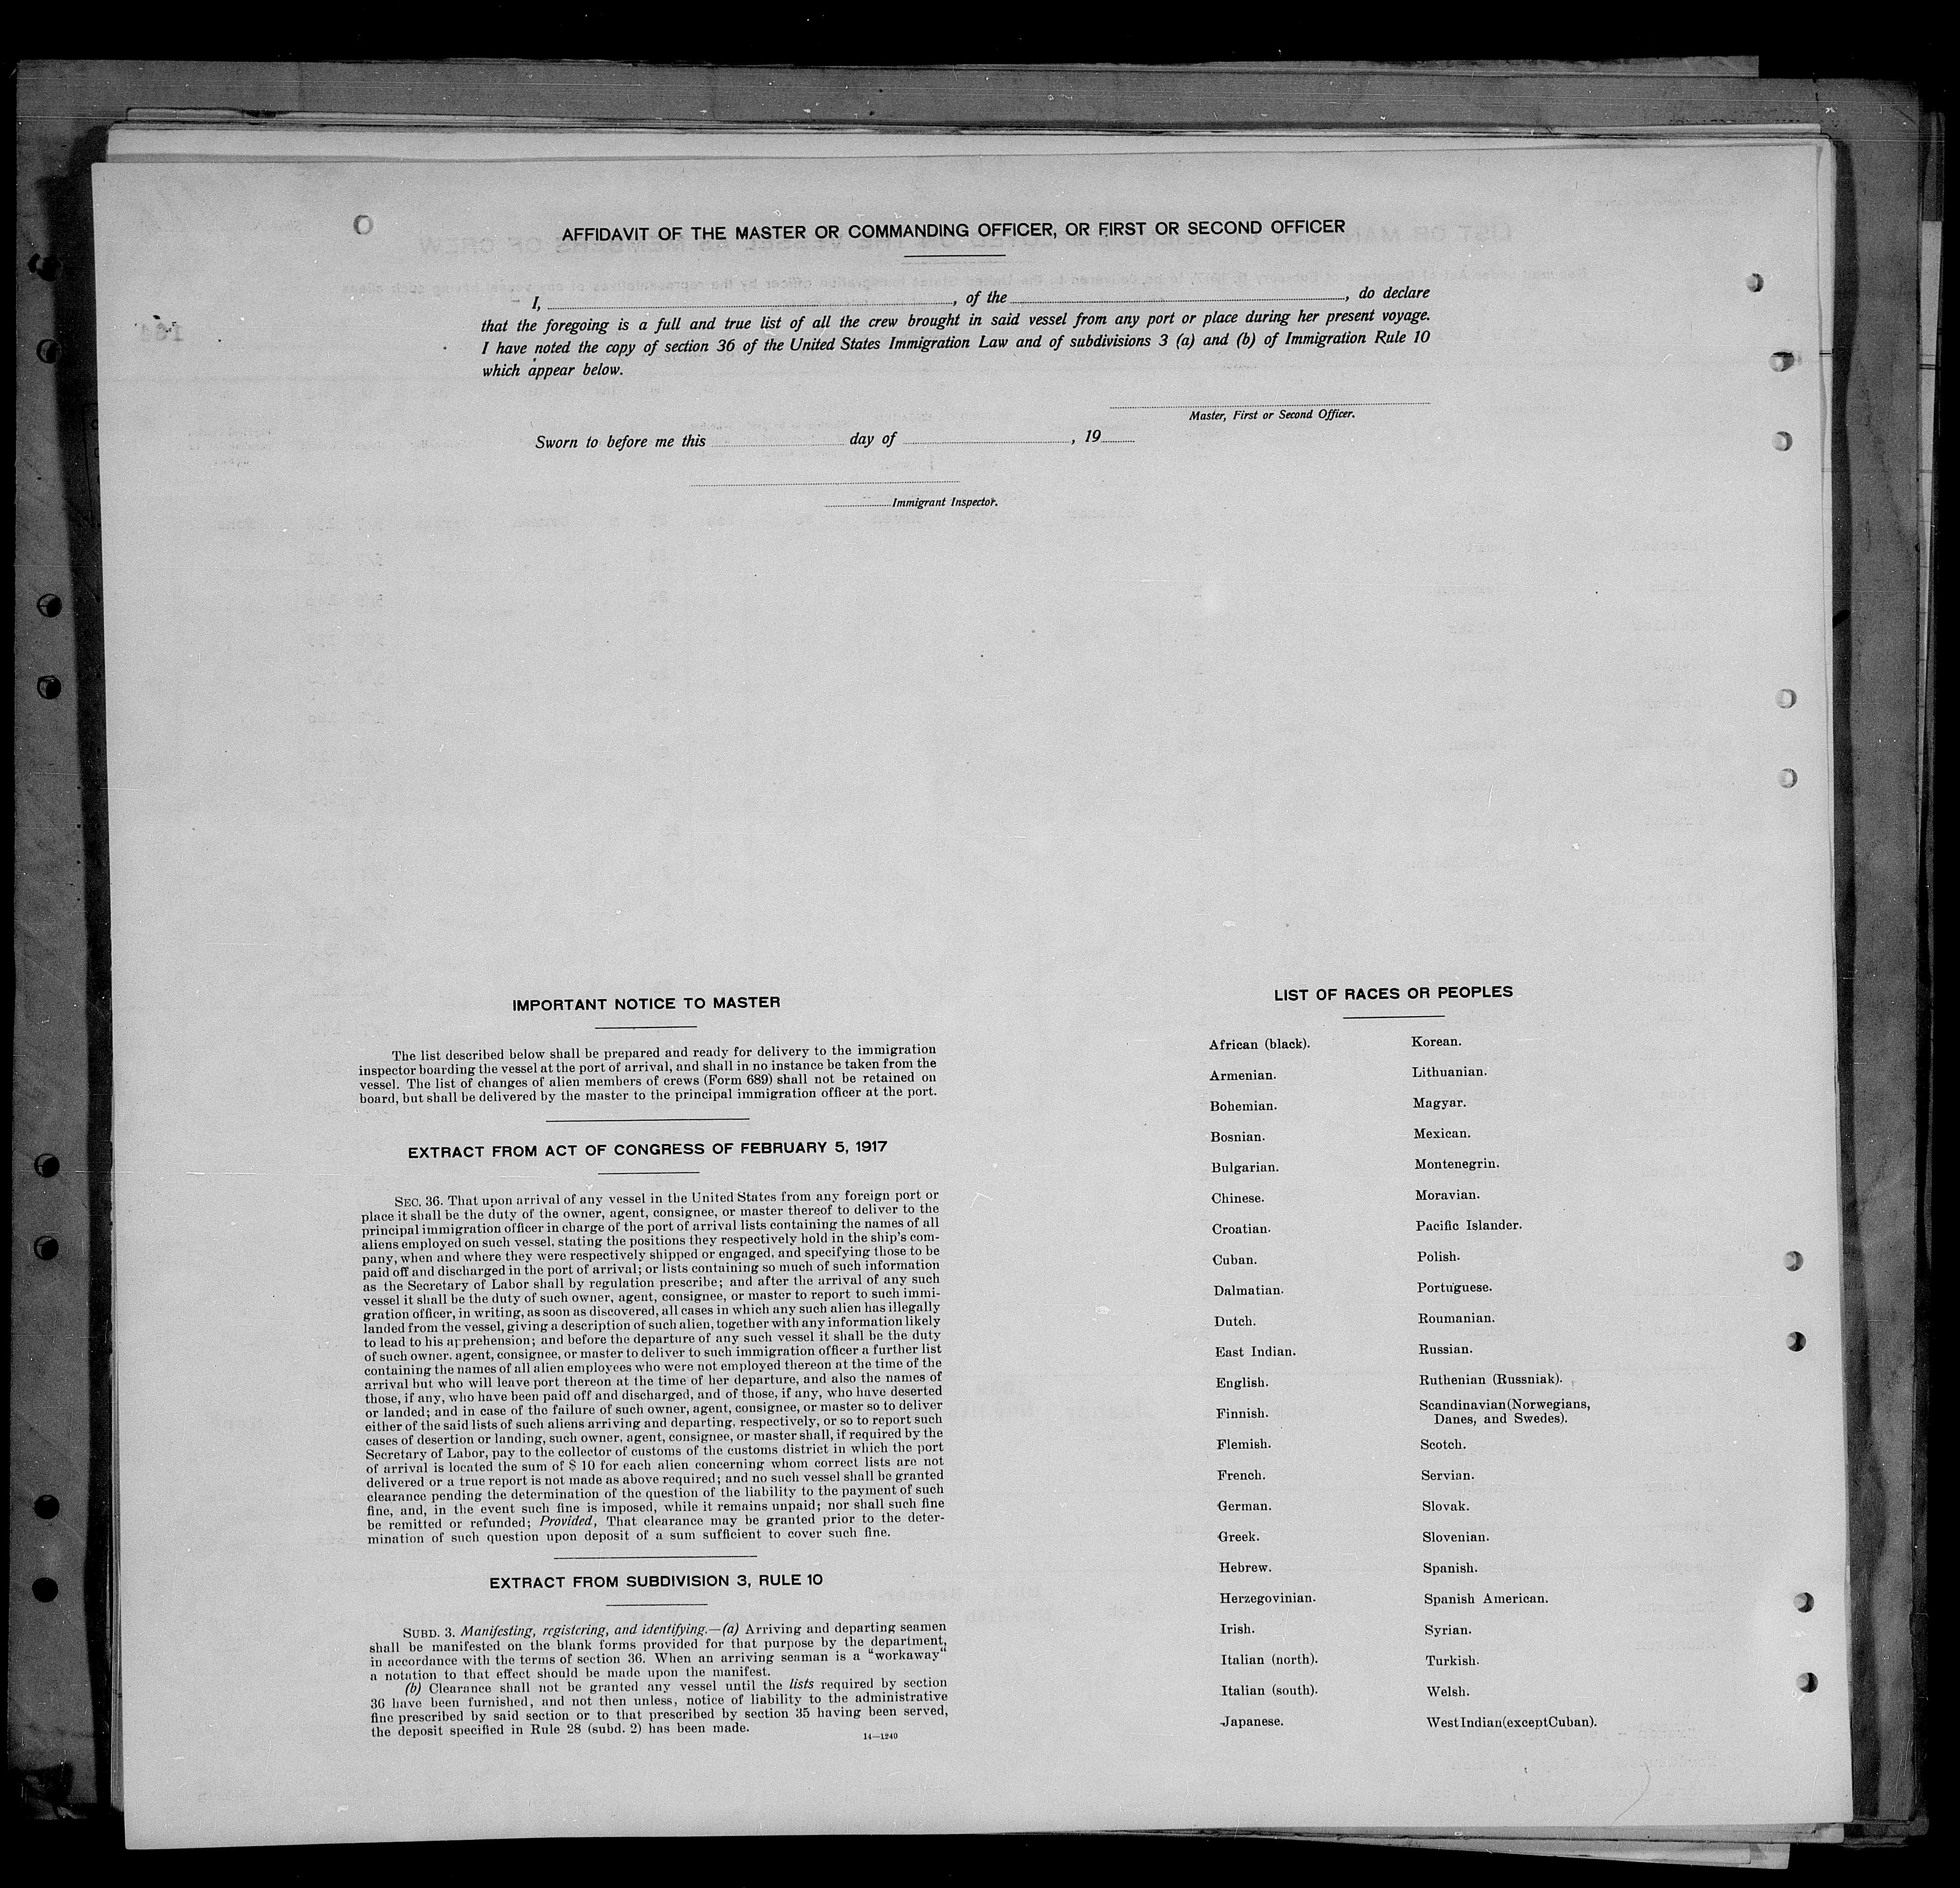 AFFIDAVIT OF THE MASTER OR COMMANDING OFFICER, OR FIRST OR SECOND OFFICER
I, , of the , do declare
that the foregoing is a full and true list of all the crew brought in said vessel from any port or place during her present voyage.
I have noted the copy of section 36 of the United States Immigration Law and of subdivisions 3 (a) and (b) of Immigration Rule 10
which appear below.
Master, First or Second Officer.
Sworn to before me this day of , 19
Immigrant Inspector.
IMPORTANT NOTICE TO MASTER
The list described below shall be prepared and ready for delivery to the immigration
inspector boarding the vessel at the port of arrival, and shall in no instance be taken from the
vessel. The list of changes of alien members of crews (Form 689) shall not be retained on
board, but shall be delivered by the master to the principal immigration officer at the port.
EXTRACT FROM ACT OF CONGRESS OF FEBRUARY 5, 1917
SEC. 36. That upon arrival of any vessel in the United States from any foreign port or
place it shall be the duty of the owner, agent, consignee, or master thereof to deliver to the
principal immigration officer in charge of the port of arrival lists containing the names of all
aliens employed on such vessel, stating the positions they respectively hold in the ship's com-
pany, when and where they were respectively shipped or engaged, and specifying those to be
paid off and discharged in the port of arrival; or lists containing so much of such information
as the Secretary of Labor shall by regulation prescribe; and after the arrival of any such
vessel it shall be the duty of such owner, agent, consignee, or master to report to such immi-
gration officer, in writing, as soon as discovered, all cases in which any such alien has illegally
landed from the vessel, giving a description of such alien, together with any information likely
to lead to his apprehension; and before the departure of any such vessel it shall be the duty
of such owner, agent, consignee, or master to deliver to such immigration officer a further list
containing the names of all alien employees who were not employed thereon at the time of the
arrival but who will leave port thereon at the time of her departure, and also the names of
those, if any, who have been paid off and discharged, and of those, if any, who have deserted
or landed; and in case of the failure of such owner, agent, consignee, or master so to deliver
either of the said lists of such aliens arriving and departing, respectively, or so to report such
cases of desertion or landing, such owner, agent, consignee, or master shall, if required by the
Secretary of Labor, pay to the collector of customs of the customs district in which the port
of arrival is located the sum of $ 10 for each alien concerning whom correct lists are not
delivered or a true report is not made as above required; and no such vessel shall be granted
clearance pending the determination of the question of the liability to the payment of such
fine, and, in the event such fine is imposed, while it remains unpaid; nor shall such fine
be remitted or refunded; Provided, That clearance may be granted prior to the deter-
mination of such question upon deposit of a sum sufficient to cover such fine.
EXTRACT FROM SUBDIVISION 3, RULE 10
SUBD. 3. Manifesting, registering, and identifying.—(a) Arriving and departing seamen
shall be manifested on the blank forms provided for that purpose by the department,
in accordance with the terms of section 36. When an arriving seaman is a "workaway"
a notation to that effect should be made upon the manifest.
(b) Clearance shall not be granted any vessel until the lists required by section
36 have been furnished, and not then unless, notice of liability to the administrative
fine prescribed by said section or to that prescribed by section 35 having been served,
the deposit specified in Rule 28 (subd. 2) has been made.
14—1240
LIST OF RACES OR PEOPLES
African (black).
Armenian.
Bohemian.
Bosnian.
Bulgarian.
Chinese.
Croatian.
Cuban.
Dalmatian.
Dutch.
East Indian.
English.
Finnish.
Flemish.
French.
German.
Greek.
Hebrew.
Herzegovinian.
Irish.
Italian (north).
Italian (south).
Japanese.
Korean.
Lithuanian.
Magyar.
Mexican.
Montenegrin.
Moravian.
Pacific Islander.
Polish.
Portuguese.
Roumanian.
Russian.
Ruthenian (Russniak).
Scandinavian (Norwegians,
Danes, and Swedes).
Scotch.
Servian.
Slovak.
Slovenian.
Spanish.
Spanish American.
Syrian.
Turkish.
Welsh.
West Indian (except Cuban).